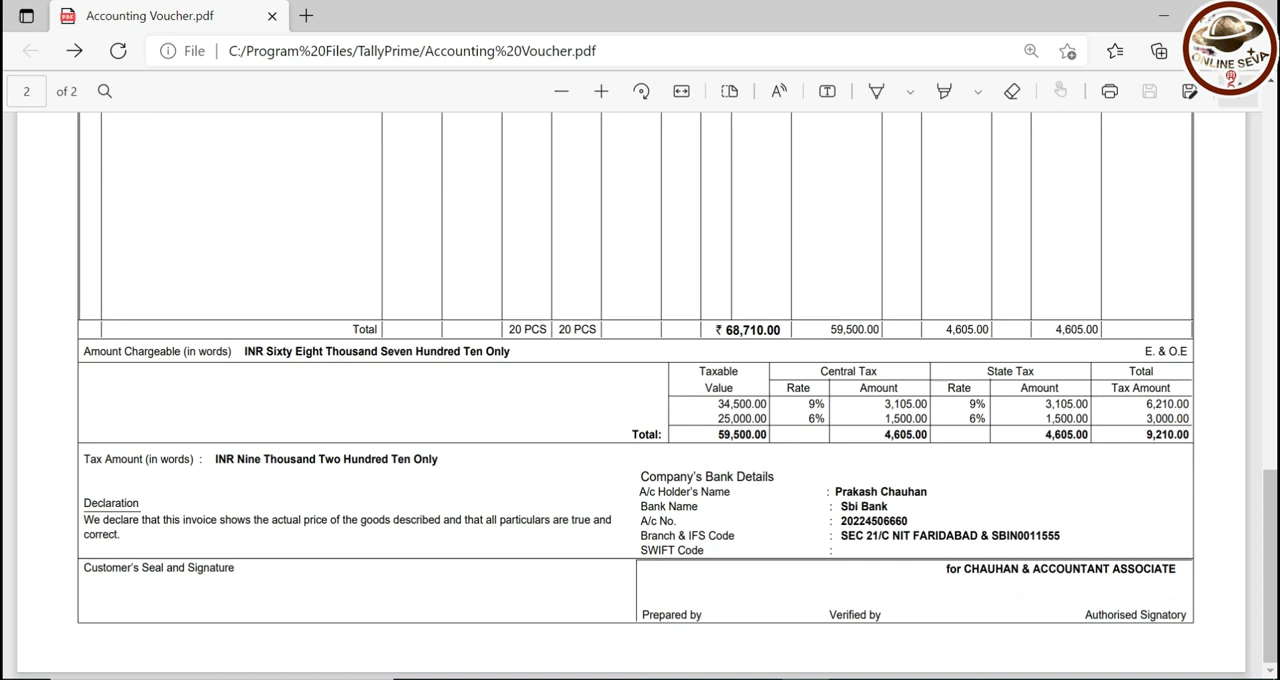 Accounting Voucher.pdf
File C:/Program%20Files/TallyPrime/Accounting%20Voucher.pdf
ONLINE SEVA
2 of 2
Total 20 PCS 20 PCS ₹ 68,710.00 59,500.00 4,605.00 4,605.00
Amount Chargeable (in words) INR Sixty Eight Thousand Seven Hundred Ten Only E. & O.E
Taxable Central Tax State Tax Total
Value Rate Amount Rate Amount Tax Amount
34,500.00 9% 3,105.00 9% 3,105.00 6,210.00
25,000.00 6% 1,500.00 6% 1,500.00 3,000.00
Total: 59,500.00 4,605.00 4,605.00 9,210.00
Tax Amount (in words) : INR Nine Thousand Two Hundred Ten Only
Company's Bank Details
A/c Holder's Name : Prakash Chauhan
Bank Name : Sbi Bank
A/c No. : 20224506660
Branch & IFS Code : SEC 21/C NIT FARIDABAD & SBIN0011555
SWIFT Code :
Declaration
We declare that this invoice shows the actual price of the goods described and that all particulars are true and
correct.
Customer's Seal and Signature
for CHAUHAN & ACCOUNTANT ASSOCIATE
Prepared by Verified by Authorised Signatory